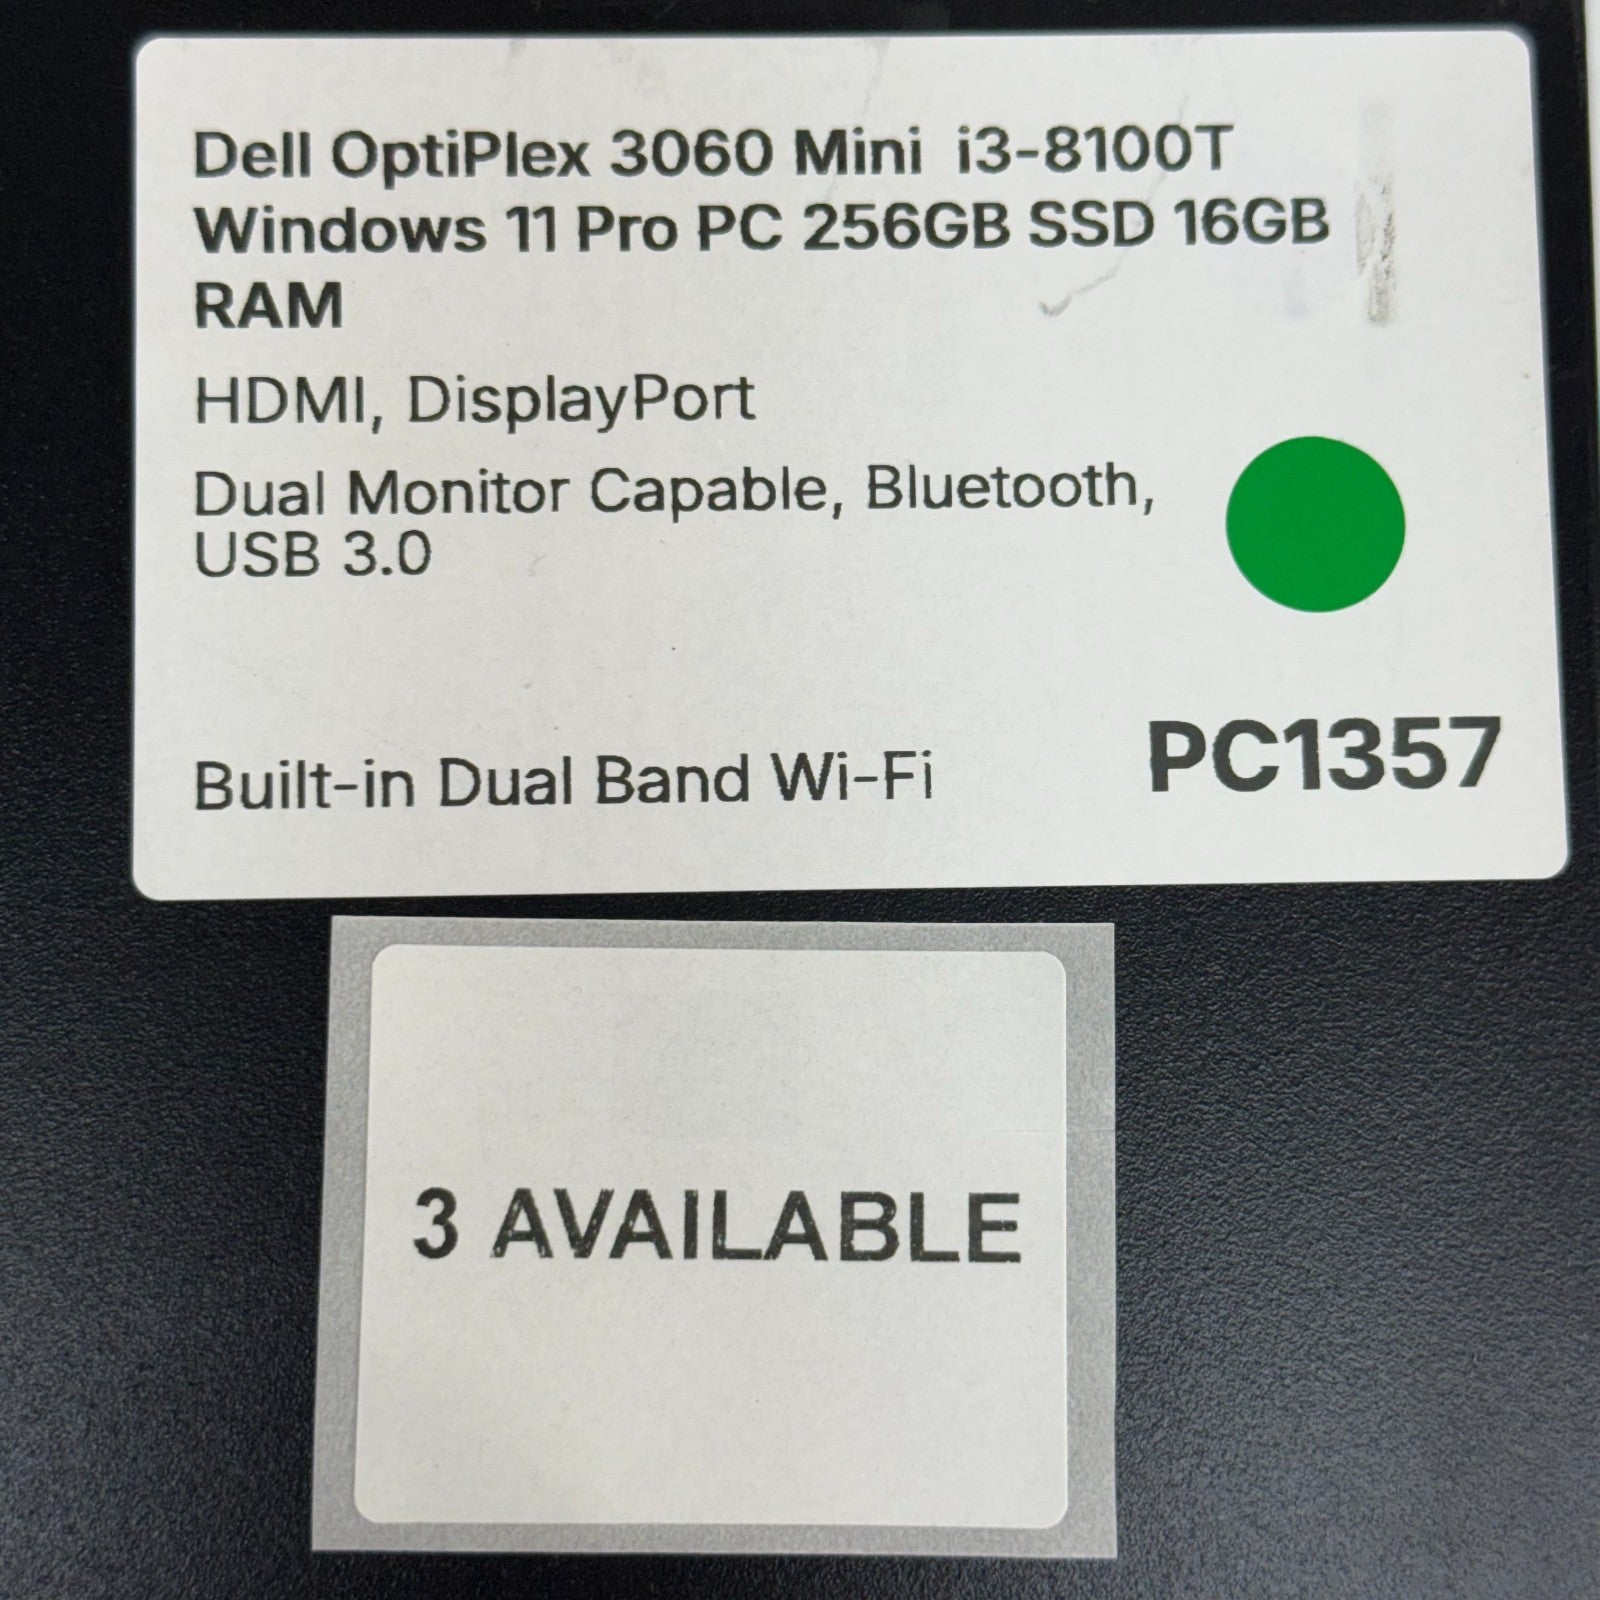 Dell OptiPlex 3060 Mini i3-8100T
Windows 11 Pro PC 256GB SSD 16GB
RAM
HDMI, DisplayPort
Dual Monitor Capable, Bluetooth,
USB 3.0
Built-in Dual Band Wi-Fi
PC1357
3 AVAILABLE